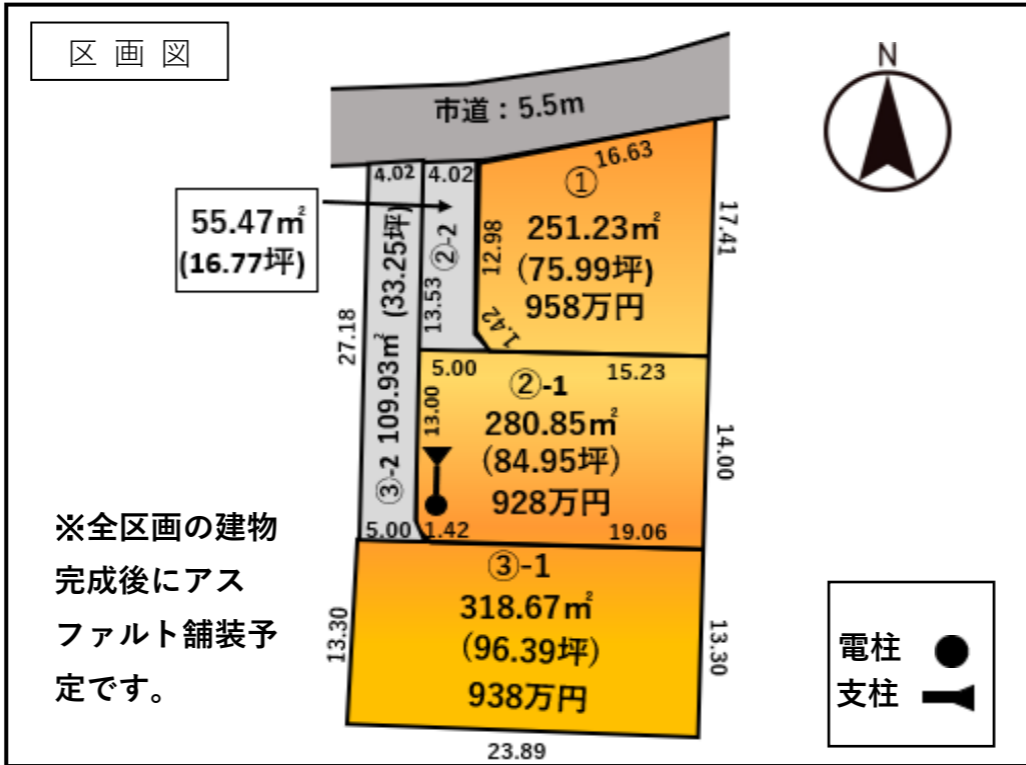 区画図
N
市道：5.5m
16.63
4.02
4.02
①
251.23㎡
(75.99坪)
958万円
17.41
12.98
1.42
55.47㎡
(16.77坪)
②-2
13.53
27.18
③-2 109.93㎡ (33.25坪)
5.00
15.23
②-1
280.85㎡
(84.95坪)
928万円
13.00
14.00
5.00
1.42
19.06
③-1
318.67㎡
(96.39坪)
938万円
13.30
13.30
23.89
※全区画の建物
完成後にアス
ファルト舗装予
定です。
電柱
支柱